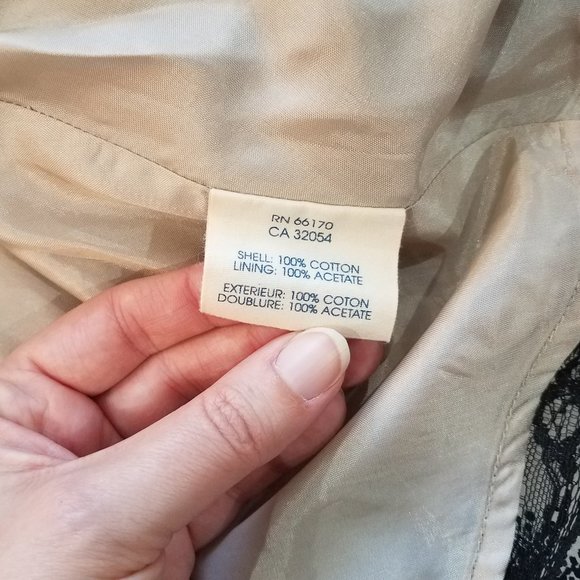 RN 66170
CA 32054
SHELL: 100% COTTON
LINING: 100% ACETATE
EXTERIEUR: 100% COTON
DOUBLURE: 100% ACETATE